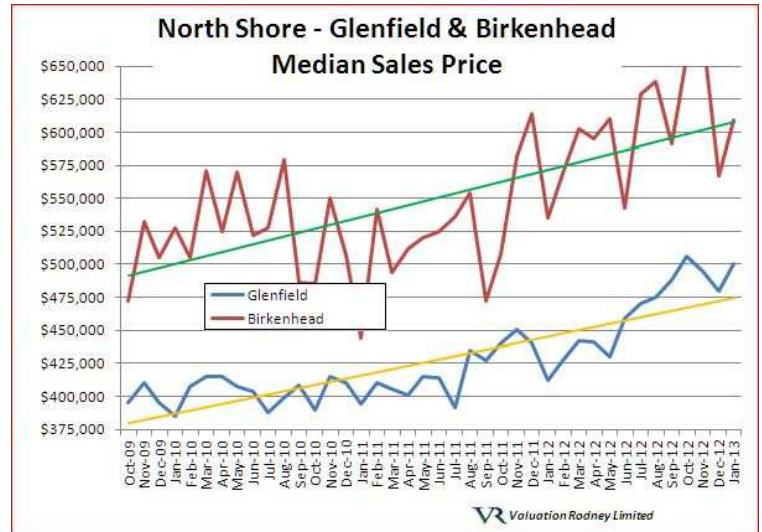 North Shore - Glenfield & Birkenhead
Median Sales Price
$650,000
$625,000
$600,000
$575,000
$550,000
$525,000
$500,000
$475,000
$450,000
$425,000
$400,000
$375,000
Glenfield
Birkenhead
Oct-09
Nov-09
Dec-09
Jan-10
Feb-10
Mar-10
Apr-10
May-10
Jun-10
Jul-10
Aug-10
Sep-10
Oct-10
Nov-10
Dec-10
Jan-11
Feb-11
Mar-11
Apr-11
May-11
Jun-11
Jul-11
Aug-11
Sep-11
Oct-11
Nov-11
Dec-11
Jan-12
Feb-12
Mar-12
Apr-12
May-12
Jun-12
Jul-12
Aug-12
Sep-12
Oct-12
Nov-12
Dec-12
Jan-13
VR Valuation Rodney Limited